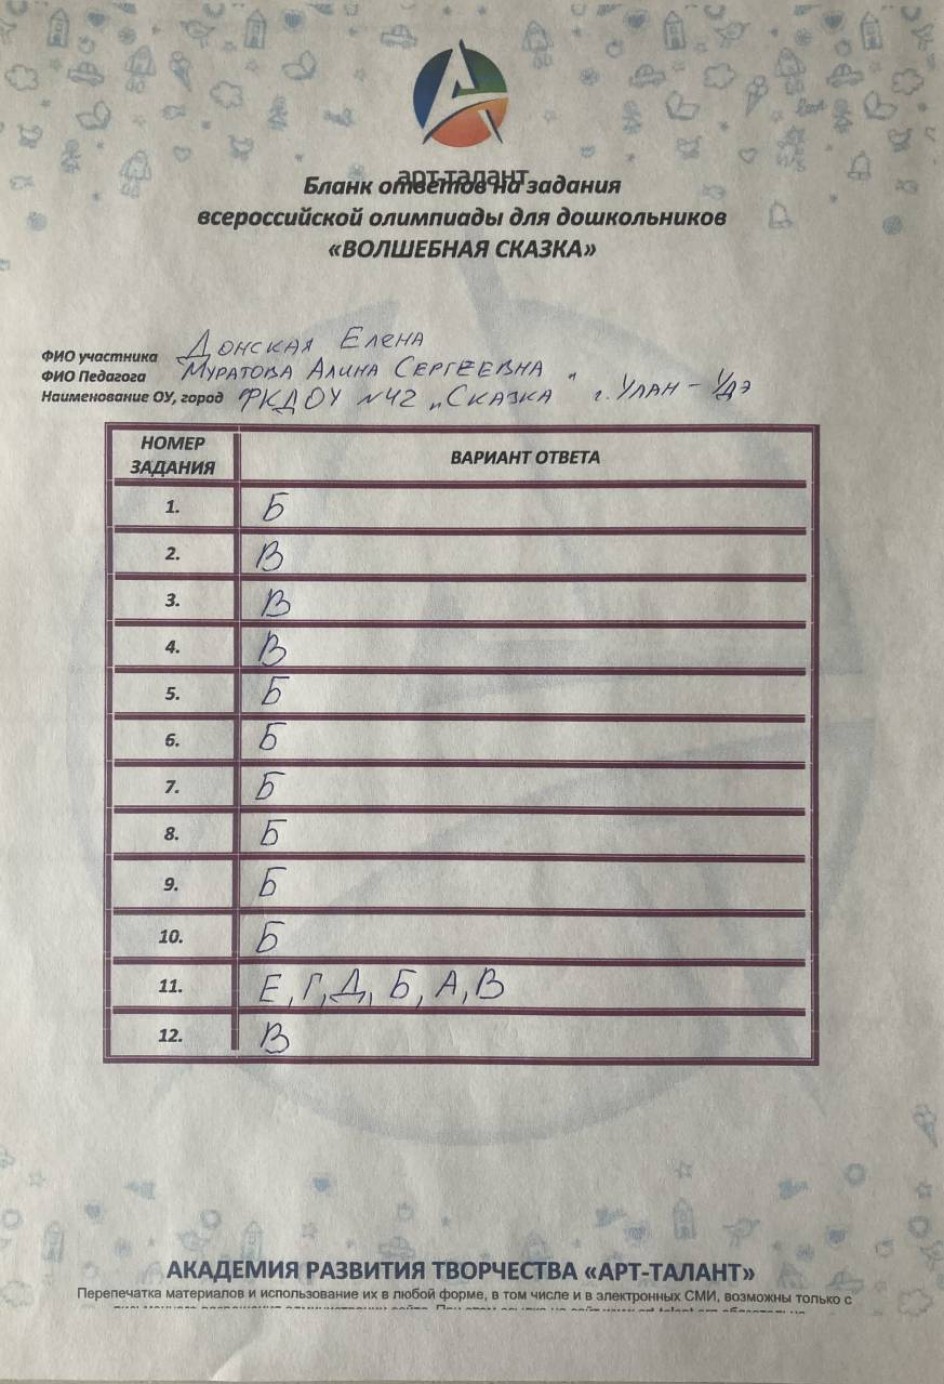 арт-талант
Бланк ответов на задания
всероссийской олимпиады для дошкольников
«ВОЛШЕБНАЯ СКАЗКА»
ФИО участника Донская Елена
ФИО Педагога Муратова Алина Сергеевна
Наименование ОУ, город ФКДОУ №42 „Сказка" г. Улан-Удэ
НОМЕР ЗАДАНИЯ ВАРИАНТ ОТВЕТА
1. Б
2. В
3. В
4. В
5. Б
6. Б
7. Б
8. Б
9. Б
10. Б
11. Е, Г, Д, Б, А, В
12. В
АКАДЕМИЯ РАЗВИТИЯ ТВОРЧЕСТВА «АРТ-ТАЛАНТ»
Перепечатка материалов и использование их в любой форме, в том числе и в электронных СМИ, возможны только с